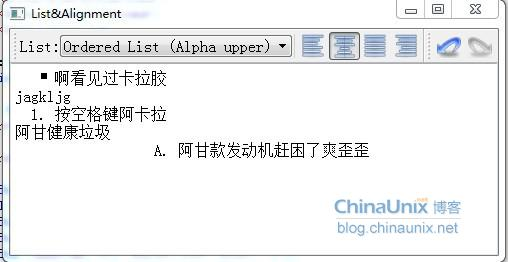 List&Alignment
List: Ordered List (Alpha upper)
▪ 啊看见过卡拉胶
jagkljg
1. 按空格键阿卡拉
阿甘健康垃圾
A. 阿甘款发动机赶困了爽歪歪
ChinaUnix.net 博客
blog.chinaunix.net